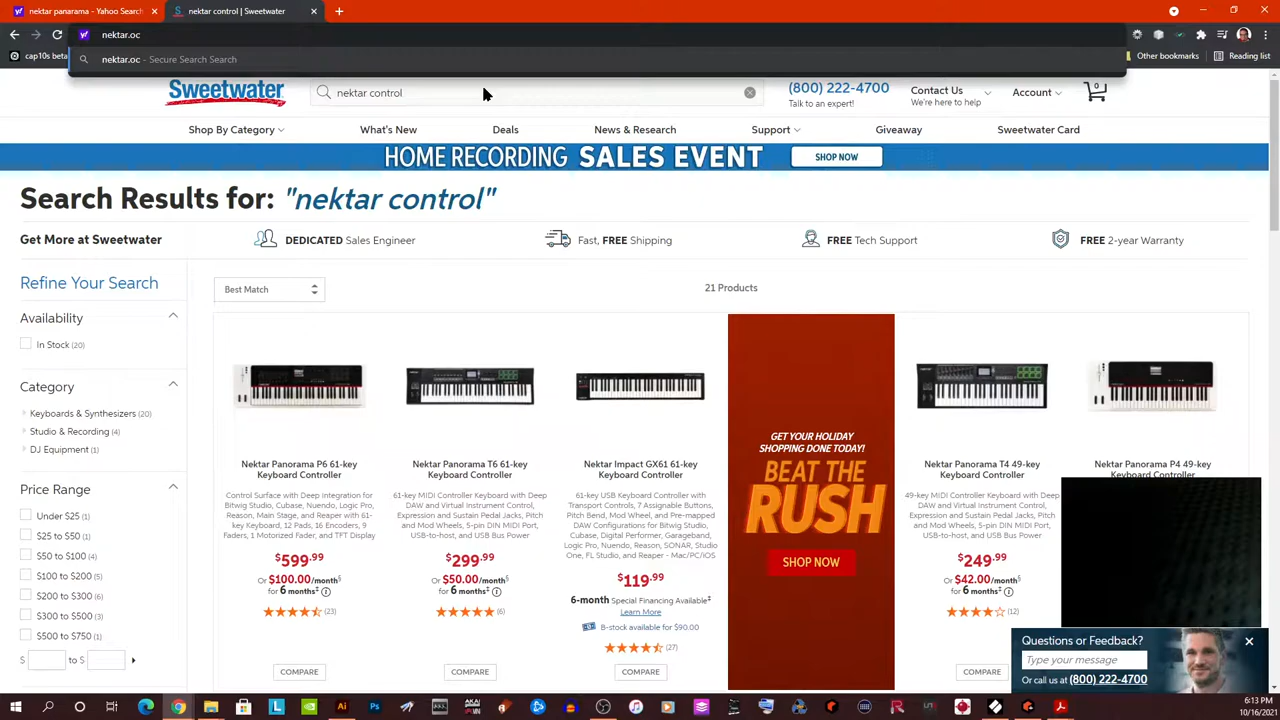 nektar panarama - Yahoo Search
nektar control | Sweetwater
nektar.oc
cap10s beta
nektar.oc - Secure Search Search
Other bookmarks
Reading list
Sweetwater
nektar control
(800) 222-4700
Talk to an expert!
Contact Us
We're here to help
Account
0
Shop By Category
What's New
Deals
News & Research
Support
Giveaway
Sweetwater Card
HOME RECORDING SALES EVENT
SHOP NOW
Search Results for: "nektar control"
Get More at Sweetwater
DEDICATED Sales Engineer
Fast, FREE Shipping
FREE Tech Support
FREE 2-year Warranty
Refine Your Search
Best Match
21 Products
Availability
In Stock (20)
Category
Keyboards & Synthesizers (20)
Studio & Recording (4)
DJ Equipment (1)
Price Range
Under $25 (1)
$25 to $50 (1)
$50 to $100 (4)
$100 to $200 (5)
$200 to $300 (6)
$300 to $500 (3)
$500 to $750 (1)
$ to $
Nektar Panorama P6 61-key
Keyboard Controller
Control Surface with Deep integration for
Bitwig Studio, Cubase, Nuendo, Logic Pro,
Reason, Main Stage, and Reaper with 61-
key Keyboard, 12 Pads, 16 Encoders, 9
Faders, 1 Motorized Fader, and TFT Display
$599.99
Or $100.00/month§
for 6 months‡
(23)
COMPARE
Nektar Panorama T6 61-key
Keyboard Controller
61-key MIDI Controller Keyboard with Deep
DAW and Virtual Instrument Control,
Expression and Sustain Pedal Jacks, Pitch
and Mod Wheels, 5-pin DIN MIDI Port,
USB-to-host, and USB Bus Power
$299.99
Or $50.00/month§
for 6 months‡
(6)
COMPARE
Nektar Impact GX61 61-key
Keyboard Controller
61-key USB Keyboard Controller with
Transport Controls, 7 Assignable Buttons,
Pitch Bend, Mod Wheel, and Pre-mapped
DAW Configurations for Bitwig Studio,
Cubase, Digital Performer, Garageband,
Logic Pro, Nuendo, Reason, SONAR, Studio
One, FL Studio, and Reaper - Mac/PC/iOS
$119.99
6-month Special Financing Available‡
Learn More
B-stock available for $90.00
(27)
COMPARE
GET YOUR HOLIDAY
SHOPPING DONE TODAY!
BEAT THE
RUSH
SHOP NOW
Nektar Panorama T4 49-key
Keyboard Controller
49-key MIDI Controller Keyboard with Deep
DAW and Virtual Instrument Control,
Expression and Sustain Pedal Jacks, Pitch
and Mod Wheels, 5-pin DIN MIDI Port,
USB-to-host, and USB Bus Power
$249.99
Or $42.00/month§
for 6 months‡
(12)
COMPARE
Nektar Panorama P4 49-key
Keyboard Controller
Questions or Feedback?
Type your message
Or call us at (800) 222-4700
6:13 PM
10/16/2021